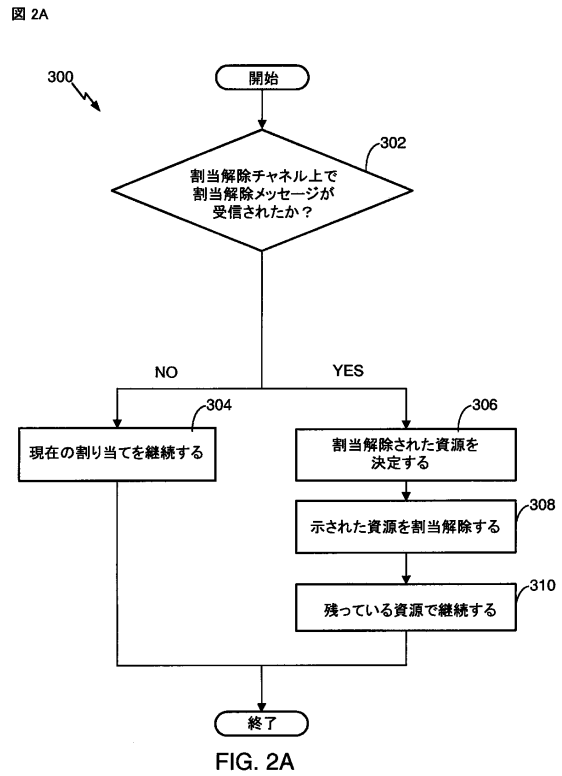 図 2A
300
開始
302
割当解除チャネル上で
割当解除メッセージが
受信されたか？
NO
YES
304
現在の割り当てを継続する
306
割当解除された資源を
決定する
308
示された資源を割当解除する
310
残っている資源で継続する
終了
FIG. 2A